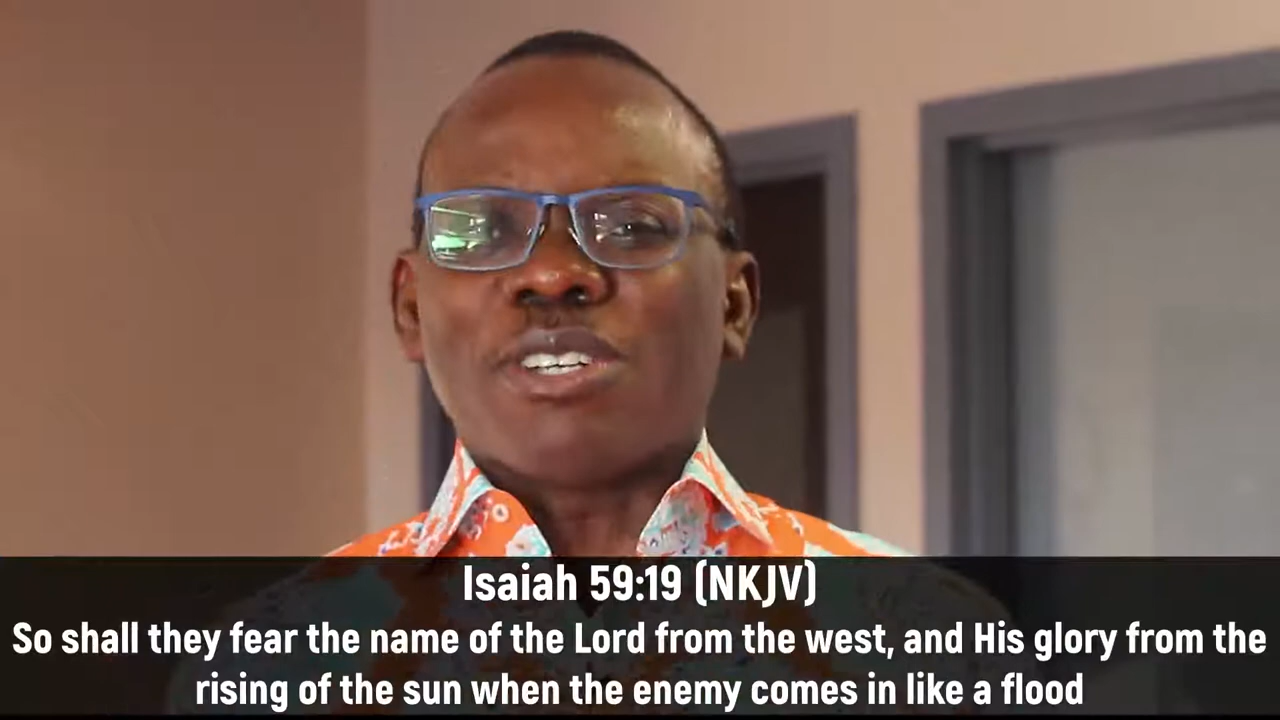 Isaiah 59:19 (NKJV)
So shall they fear the name of the Lord from the west, and His glory from the
rising of the sun when the enemy comes in like a flood